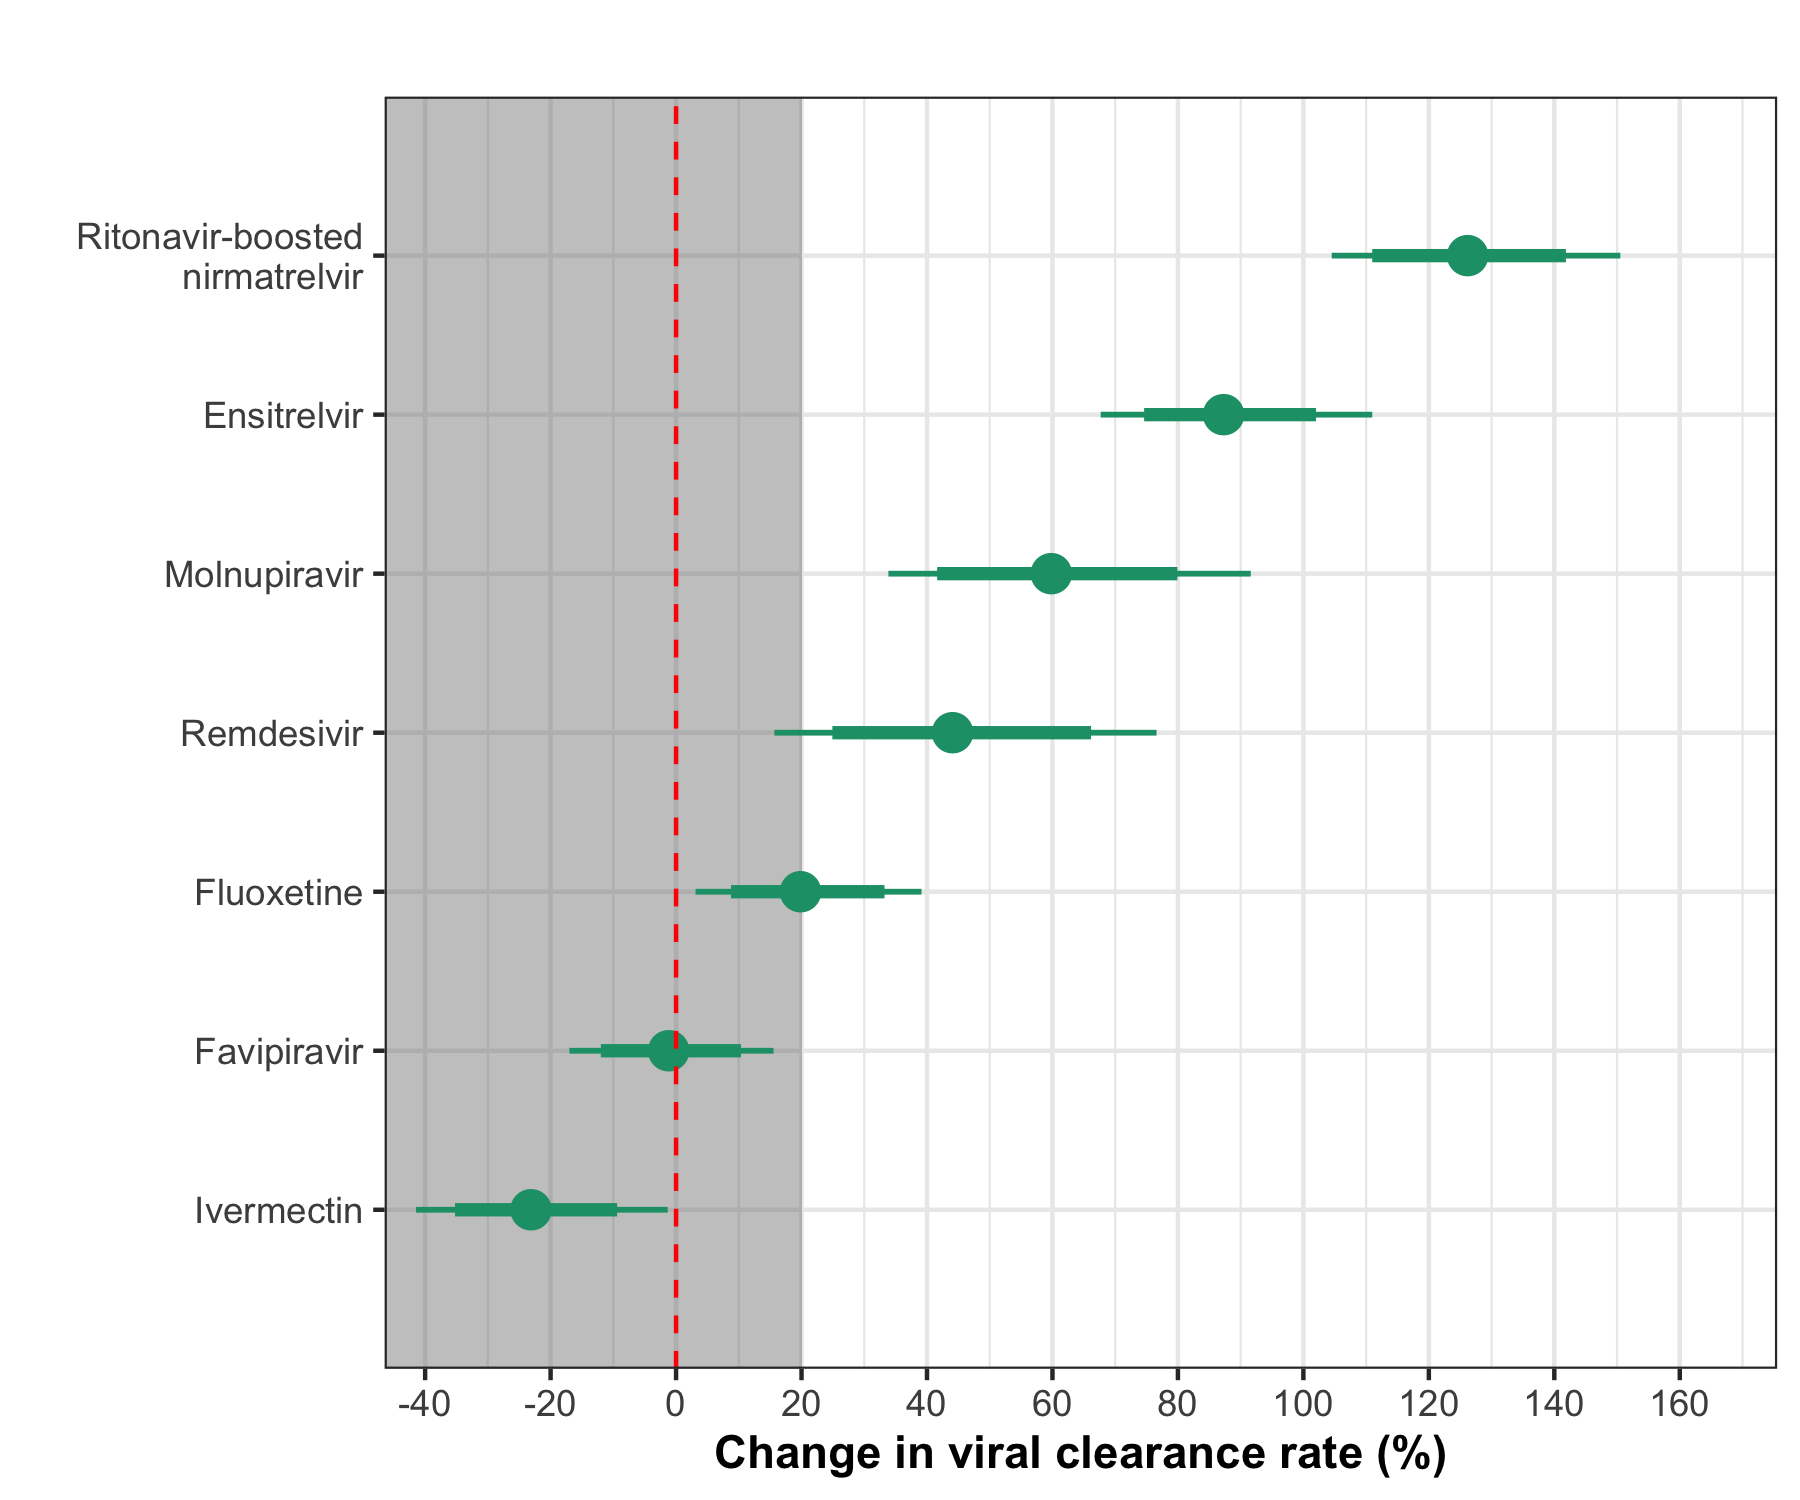 Ritonavir-boosted
nirmatrelvir
Ensitrelvir
Molnupiravir
Remdesivir
Fluoxetine
Favipiravir
Ivermectin
-40 -20 0 20 40 60 80 100 120 140 160
Change in viral clearance rate (%)